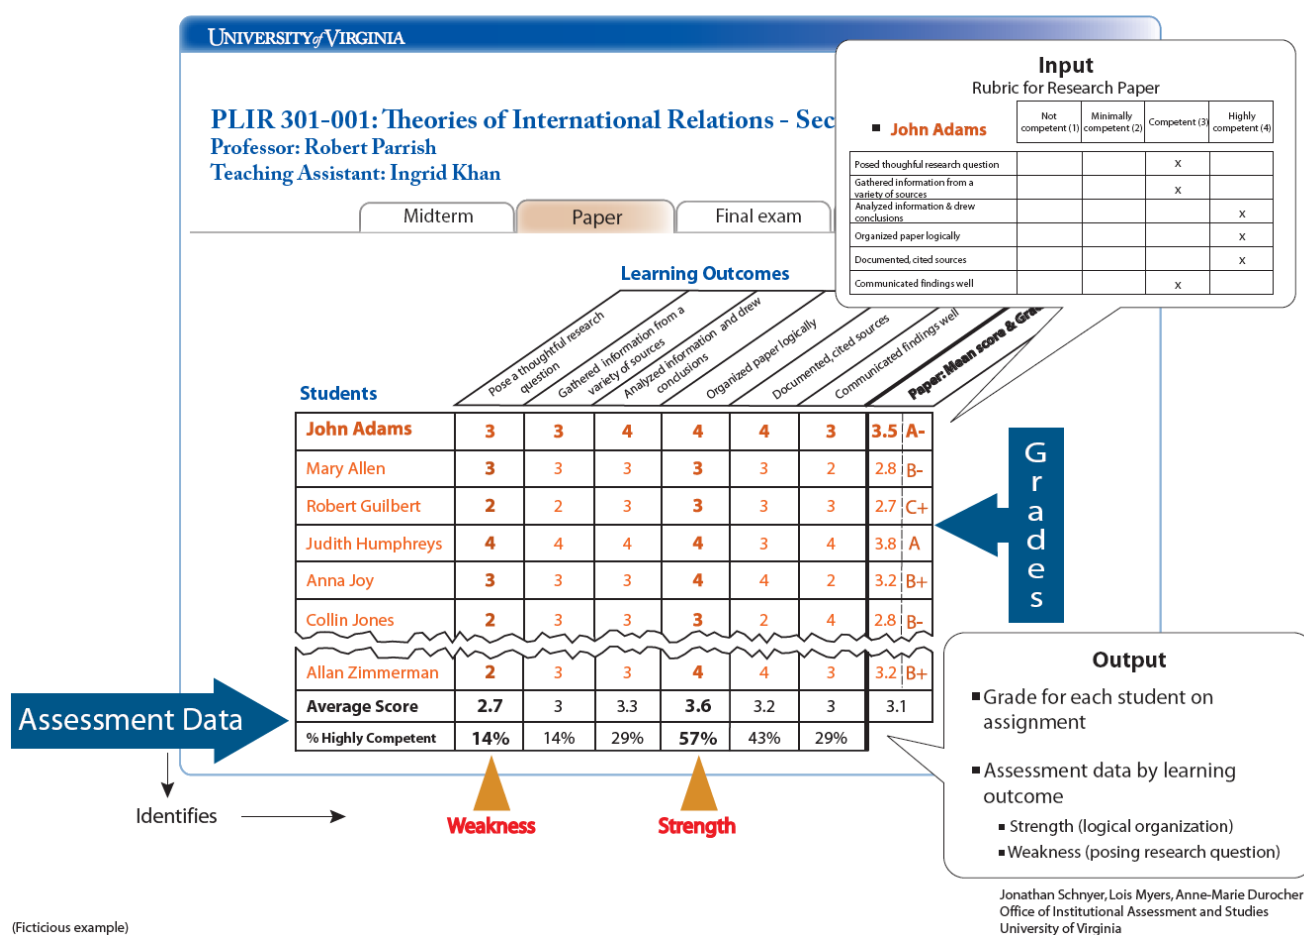 UNIVERSITY of VIRGINIA
PLIR 301-001: Theories of International Relations - Sec
Professor: Robert Parrish
Teaching Assistant: Ingrid Khan
Midterm
Paper
Final exam
Input
Rubric for Research Paper
John Adams
Not competent (1)
Minimally competent (2)
Competent (3)
Highly competent (4)
Posed thoughful research question x
Gathered information from a
variety of sources x
Analyzed information & drew
conclusions x
Organized paper logically x
Documented, cited sources x
Communicated findings well x
Learning Outcomes
Pose a thoughtful research
question
Gathered information from a
variety of sources
Analyzed information and drew
conclusions
Organized paper logically
Documented, cited sources
Communicated findings well
Paper: Mean score &
Students
John Adams 3 3 4 4 4 3 3.5 A-
Mary Allen 3 3 3 3 3 2 2.8 B-
Robert Guilbert 2 2 3 3 3 3 2.7 C+
Judith Humphreys 4 4 4 4 3 4 3.8 A
Anna Joy 3 3 3 4 4 2 3.2 B+
Collin Jones 2 3 3 3 2 4 2.8 B-
Allan Zimmerman 2 3 3 4 4 3 3.2 B+
Average Score 2.7 3 3.3 3.6 3.2 3 3.1
% Highly Competent 14% 14% 29% 57% 43% 29%
Grades
Assessment Data
Identifies
Weakness
Strength
Output
Grade for each student on
assignment
Assessment data by learning
outcome
Strength (logical organization)
Weakness (posing research question)
Jonathan Schnyer, Lois Myers, Anne-Marie Durocher
Office of Institutional Assessment and Studies
University of Virginia
(Ficticious example)